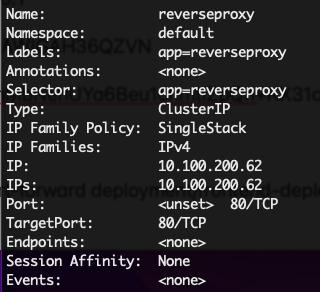 Name: reverseproxy
Namespace: default
Labels: app=reverseproxy
Annotations: <none>
Selector: app=reverseproxy
Type: ClusterIP
IP Family Policy: SingleStack
IP Families: IPv4
IP: 10.100.200.62
IPs: 10.100.200.62
Port: <unset> 80/TCP
TargetPort: 80/TCP
Endpoints: <none>
Session Affinity: None
Events: <none>